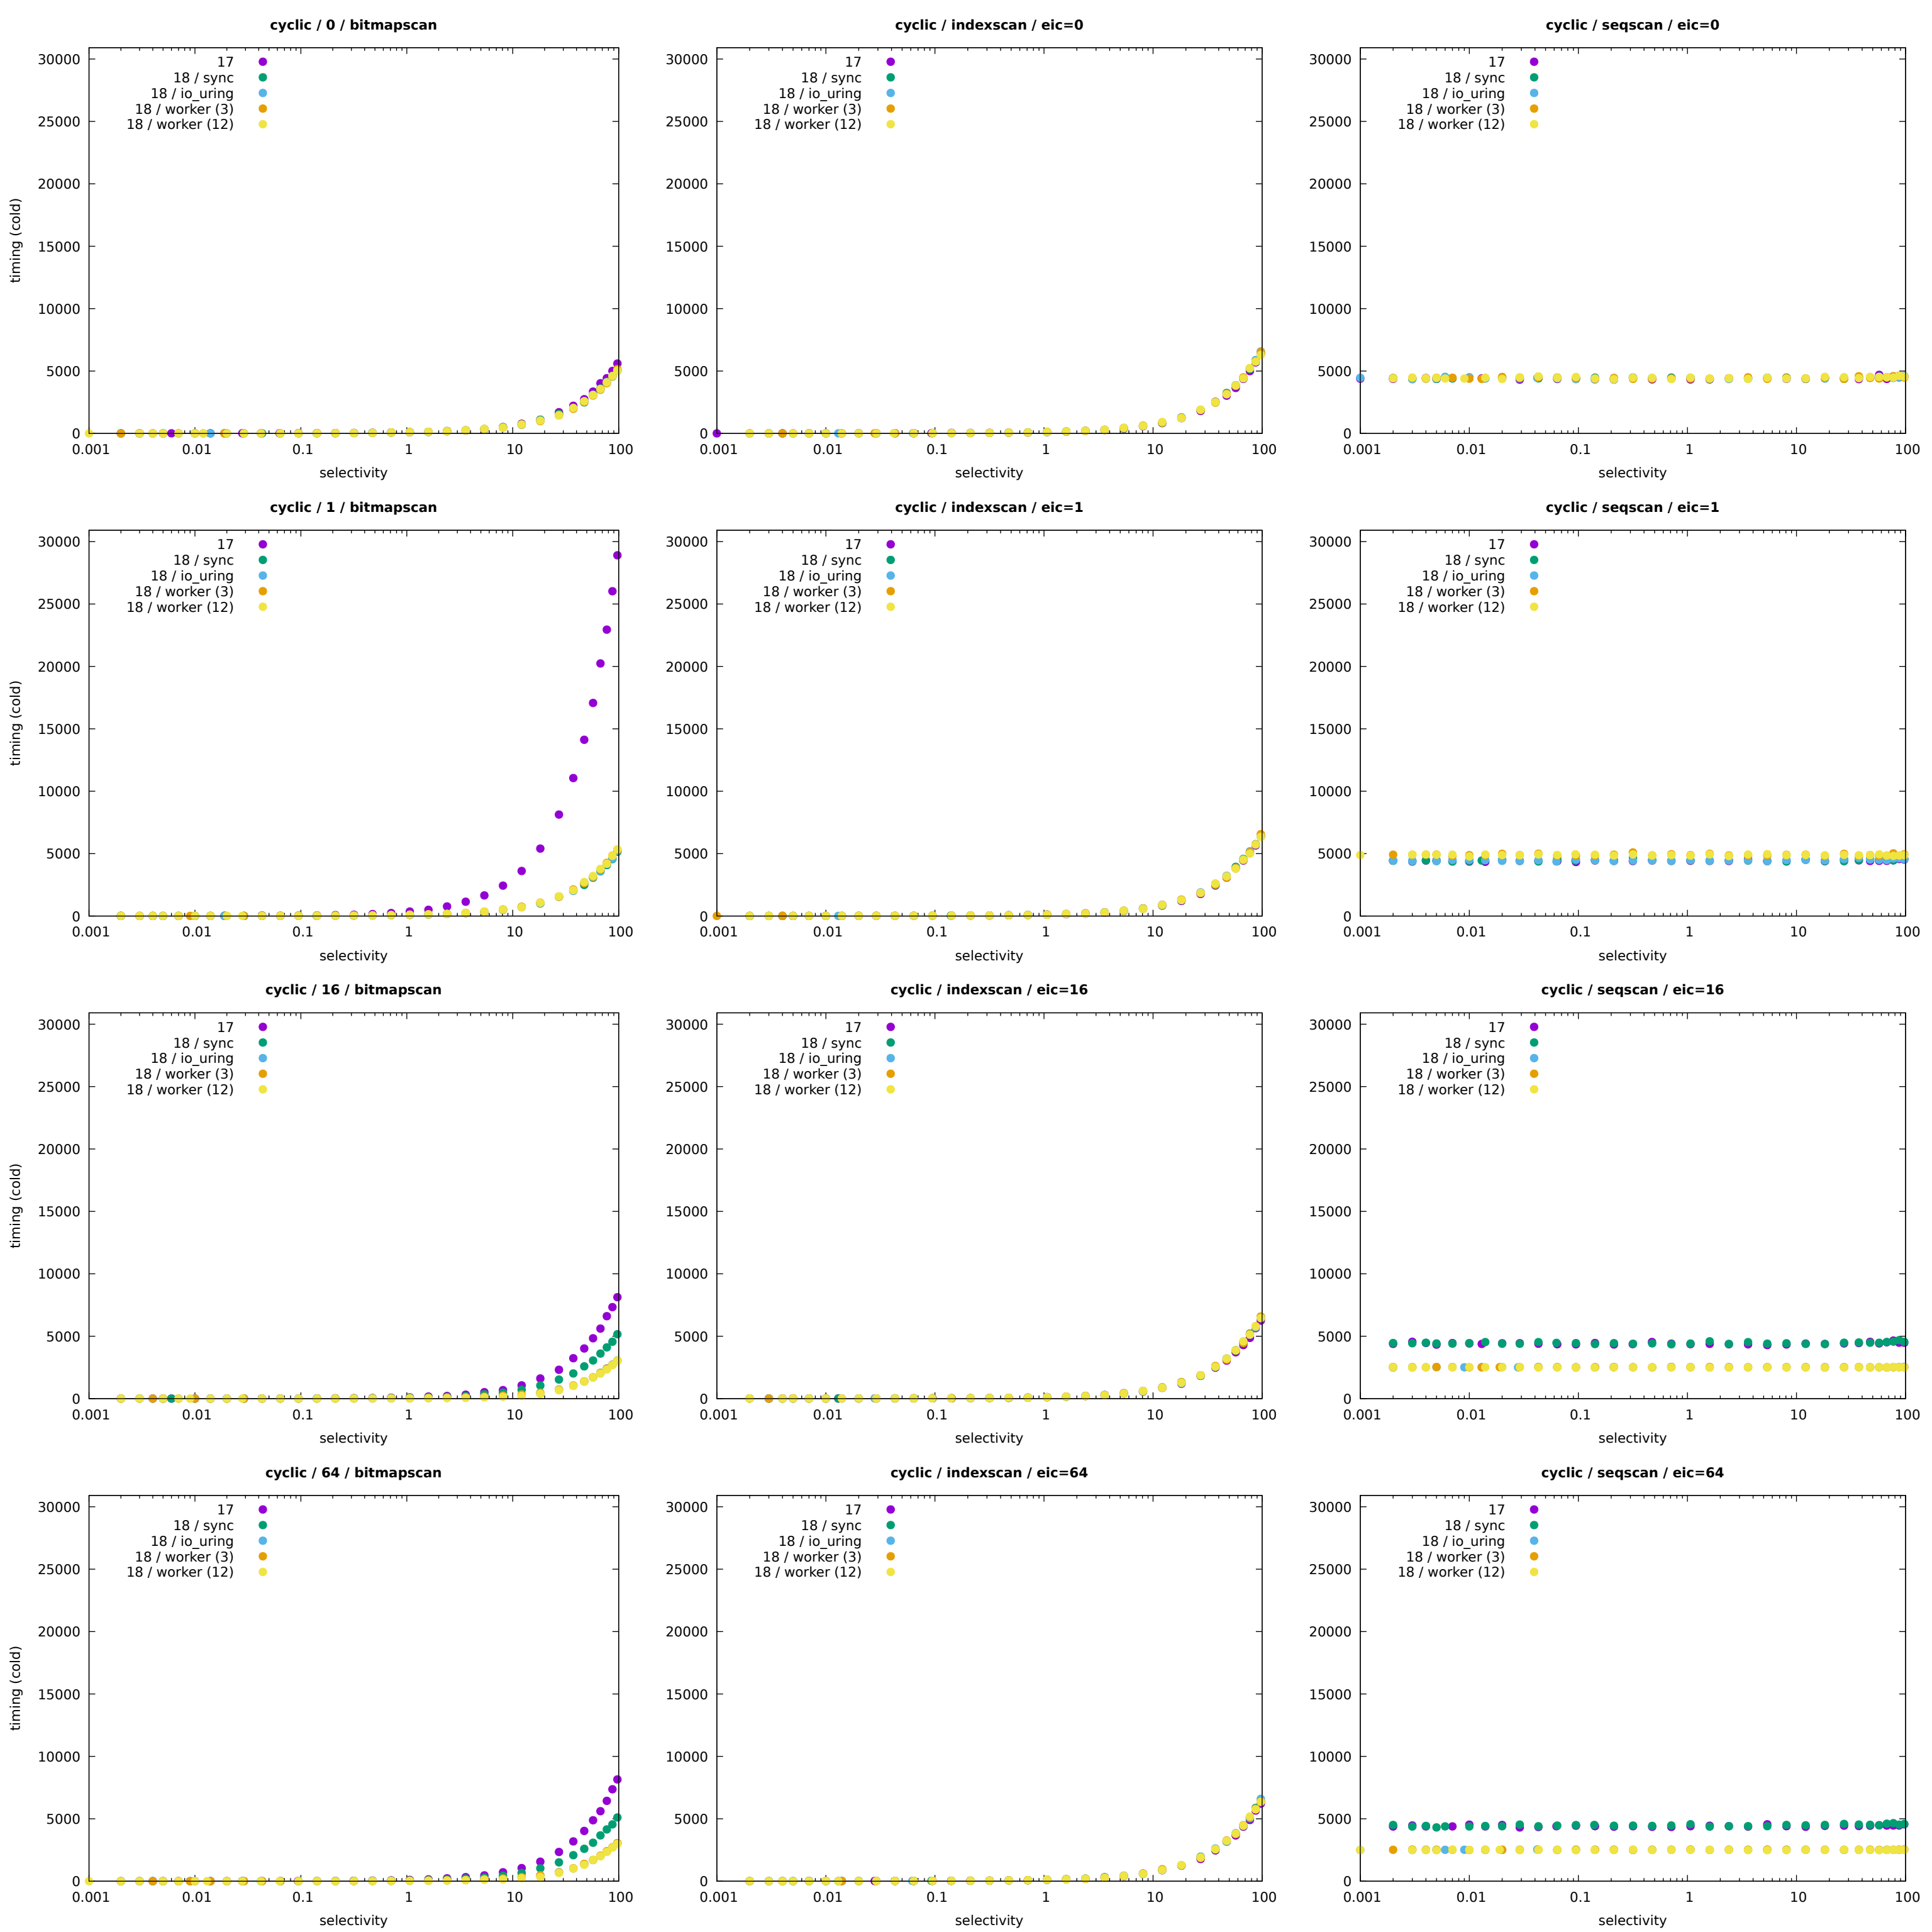 cyclic / 0 / bitmapscan
30000
25000
20000
15000
10000
5000
0
timing (cold)
17
18 / sync
18 / io_uring
18 / worker (3)
18 / worker (12)
0.001 0.01 0.1 1 10 100
selectivity
cyclic / indexscan / eic=0
30000
25000
20000
15000
10000
5000
0
17
18 / sync
18 / io_uring
18 / worker (3)
18 / worker (12)
0.001 0.01 0.1 1 10 100
selectivity
cyclic / seqscan / eic=0
30000
25000
20000
15000
10000
5000
0
17
18 / sync
18 / io_uring
18 / worker (3)
18 / worker (12)
0.001 0.01 0.1 1 10 100
selectivity
cyclic / 1 / bitmapscan
30000
25000
20000
15000
10000
5000
0
timing (cold)
17
18 / sync
18 / io_uring
18 / worker (3)
18 / worker (12)
0.001 0.01 0.1 1 10 100
selectivity
cyclic / indexscan / eic=1
30000
25000
20000
15000
10000
5000
0
17
18 / sync
18 / io_uring
18 / worker (3)
18 / worker (12)
0.001 0.01 0.1 1 10 100
selectivity
cyclic / seqscan / eic=1
30000
25000
20000
15000
10000
5000
0
17
18 / sync
18 / io_uring
18 / worker (3)
18 / worker (12)
0.001 0.01 0.1 1 10 100
selectivity
cyclic / 16 / bitmapscan
30000
25000
20000
15000
10000
5000
0
timing (cold)
17
18 / sync
18 / io_uring
18 / worker (3)
18 / worker (12)
0.001 0.01 0.1 1 10 100
selectivity
cyclic / indexscan / eic=16
30000
25000
20000
15000
10000
5000
0
17
18 / sync
18 / io_uring
18 / worker (3)
18 / worker (12)
0.001 0.01 0.1 1 10 100
selectivity
cyclic / seqscan / eic=16
30000
25000
20000
15000
10000
5000
0
17
18 / sync
18 / io_uring
18 / worker (3)
18 / worker (12)
0.001 0.01 0.1 1 10 100
selectivity
cyclic / 64 / bitmapscan
30000
25000
20000
15000
10000
5000
0
timing (cold)
17
18 / sync
18 / io_uring
18 / worker (3)
18 / worker (12)
0.001 0.01 0.1 1 10 100
selectivity
cyclic / indexscan / eic=64
30000
25000
20000
15000
10000
5000
0
17
18 / sync
18 / io_uring
18 / worker (3)
18 / worker (12)
0.001 0.01 0.1 1 10 100
selectivity
cyclic / seqscan / eic=64
30000
25000
20000
15000
10000
5000
0
17
18 / sync
18 / io_uring
18 / worker (3)
18 / worker (12)
0.001 0.01 0.1 1 10 100
selectivity